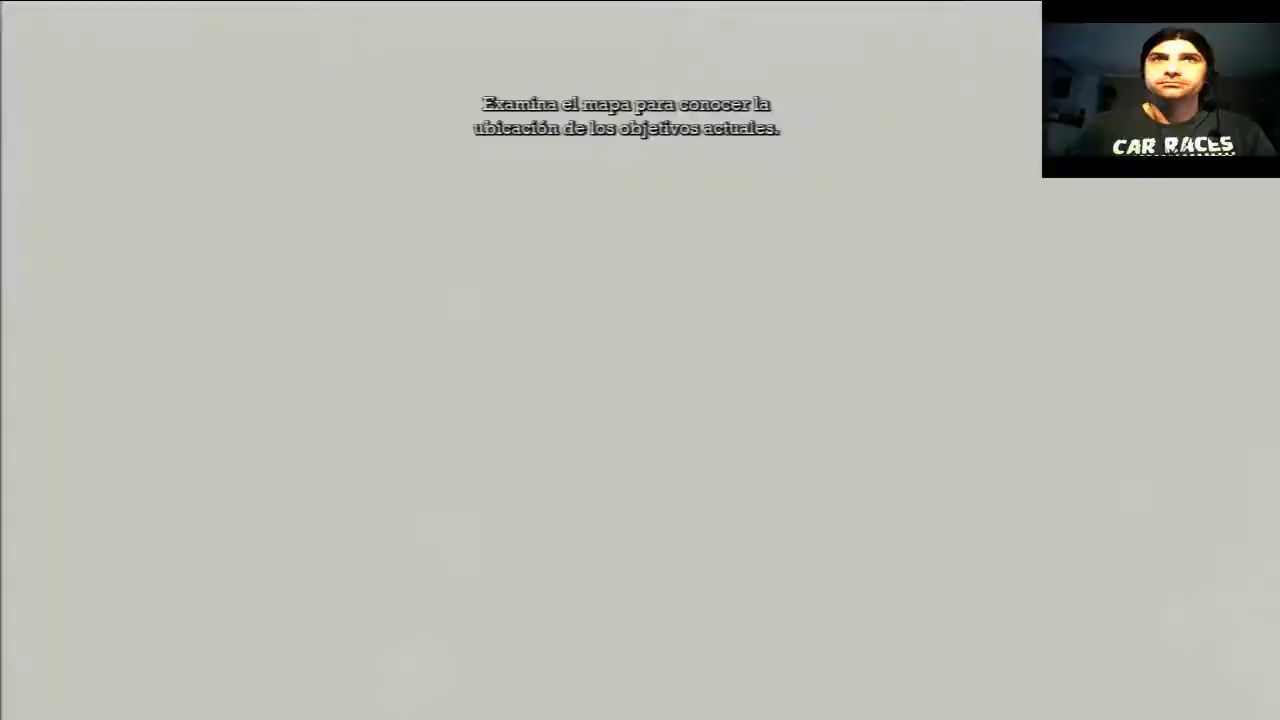 Examina el mapa para conocer la
ubicación de los objetivos actuales.
CAR RACES